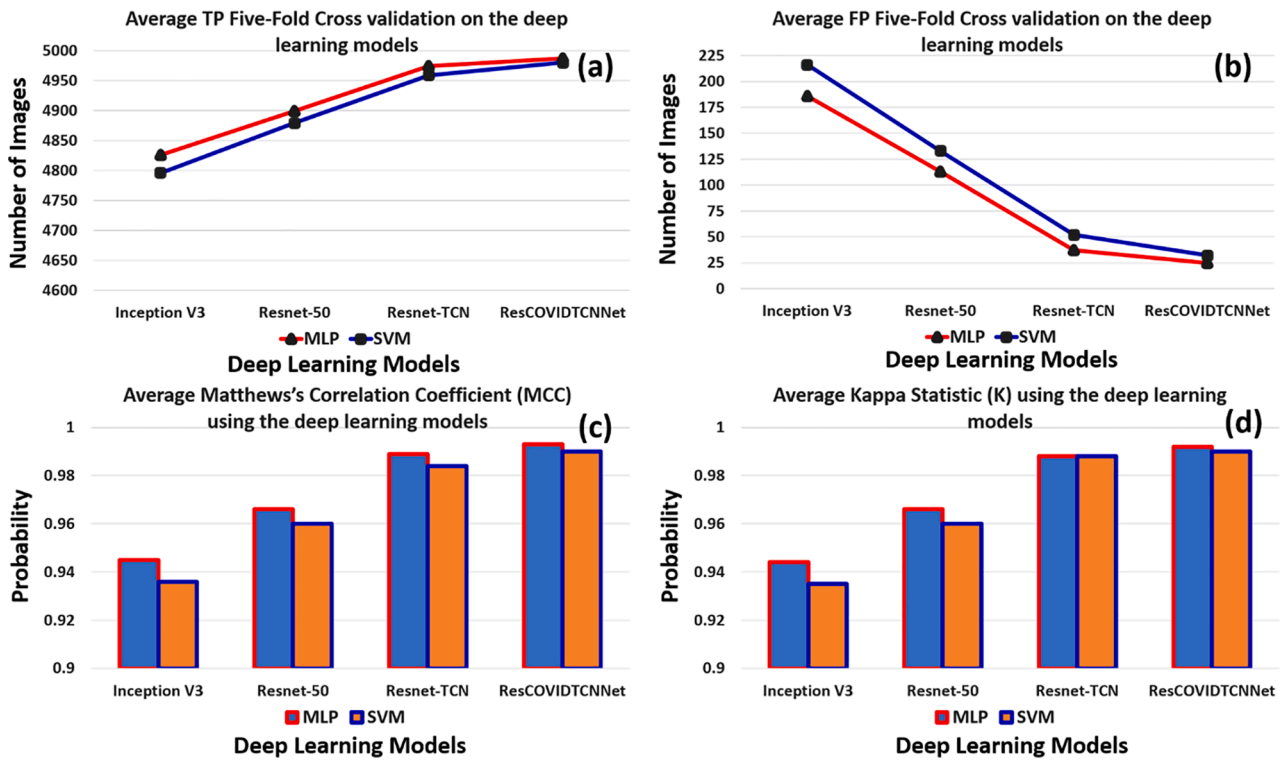 Average TP Five-Fold Cross validation on the deep
learning models
(a)
Number of Images
5000
4950
4900
4850
4800
4750
4700
4650
4600
Inception V3 Resnet-50 Resnet-TCN ResCOVIDTCNNet
MLP SVM
Deep Learning Models
Average FP Five-Fold Cross validation on the deep
learning models
(b)
Number of Images
225
200
175
150
125
100
75
50
25
0
Inception V3 Resnet-50 Resnet-TCN ResCOVIDTCNNet
MLP SVM
Deep Learning Models
Average Matthews’s Correlation Coefficient (MCC)
using the deep learning models
(c)
Probability
1
0.98
0.96
0.94
0.92
0.9
Inception V3 Resnet-50 Resnet-TCN ResCOVIDTCNNet
MLP SVM
Deep Learning Models
Average Kappa Statistic (K) using the deep learning
models
(d)
Probability
1
0.98
0.96
0.94
0.92
0.9
Inception V3 Resnet-50 Resnet-TCN ResCOVIDTCNNet
MLP SVM
Deep Learning Models